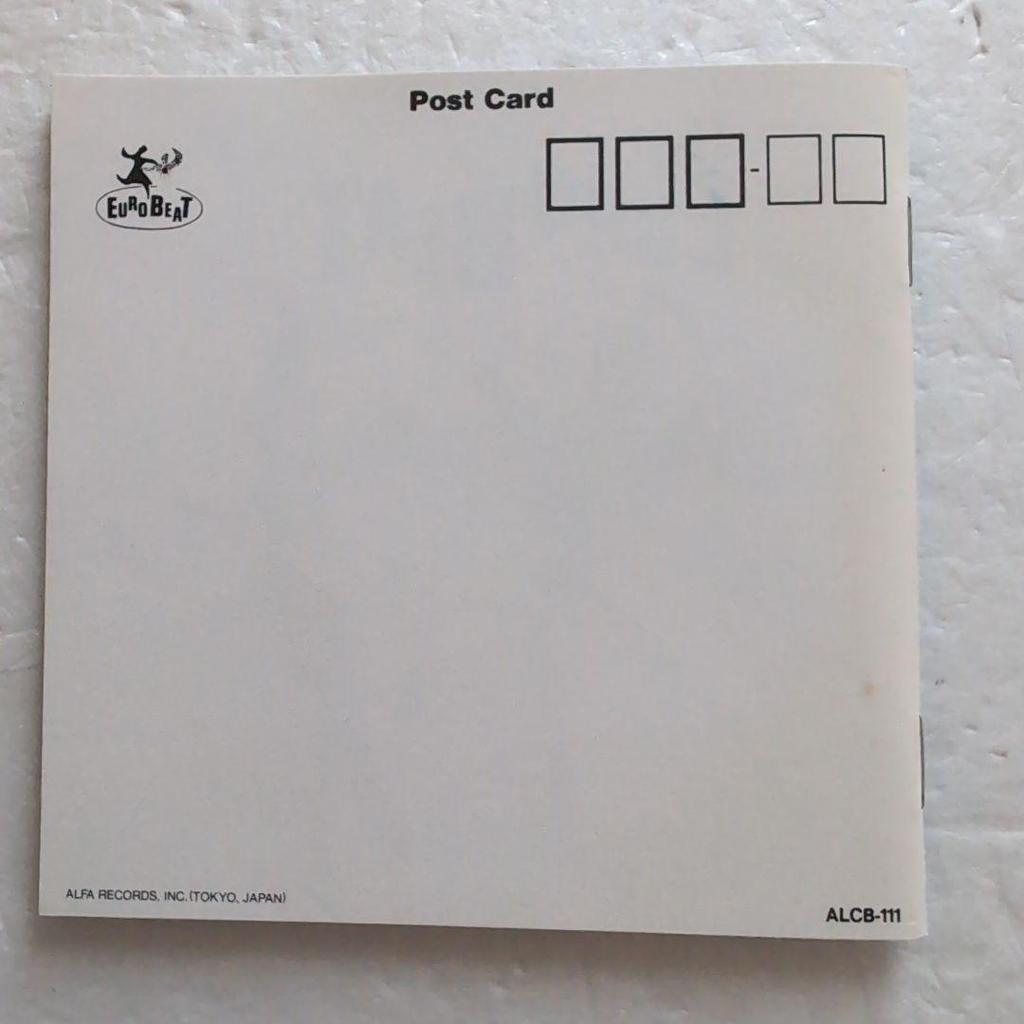 Post Card
EUROBEAT
-
ALFA RECORDS, INC. (TOKYO, JAPAN)
ALCB-111